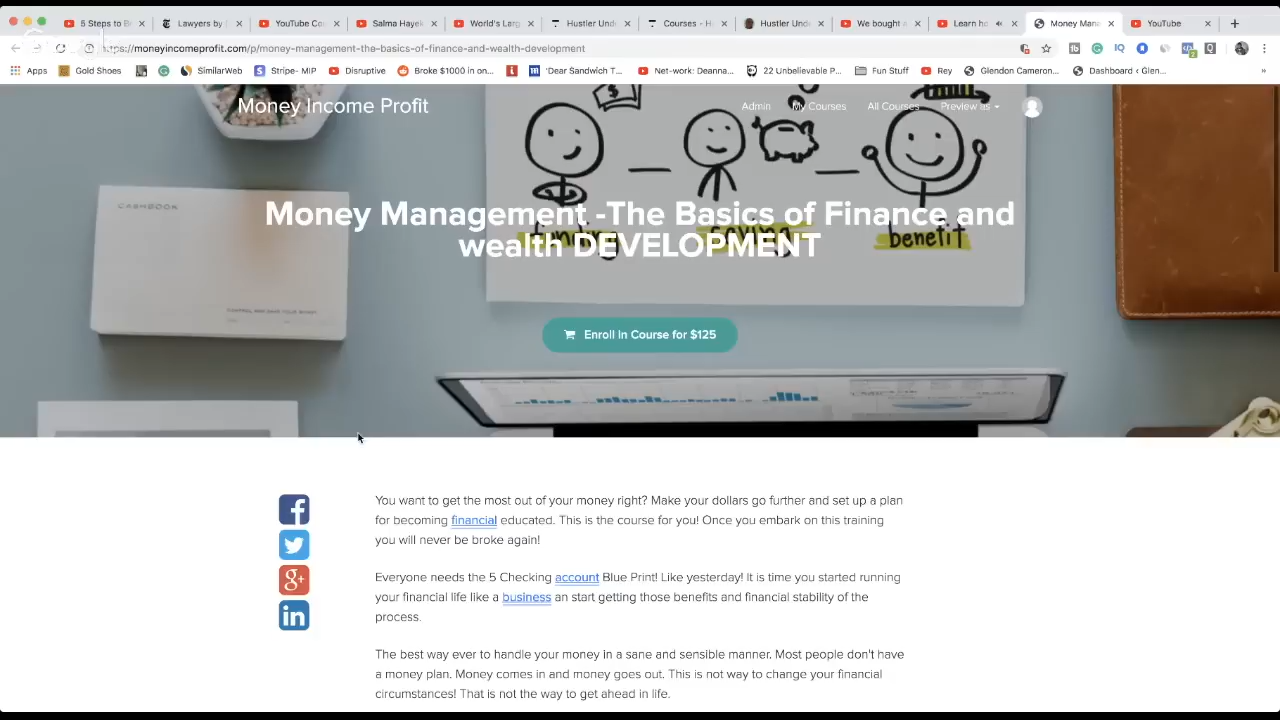 5 Steps to B
Lawyers by
YouTube Co
Salma Hayek
World's Larg
Hustler Und
Courses - H
Hustler Und
We bought a
Learn ho
Money Man
YouTube
https://moneyincomeprofit.com/p/money-management-the-basics-of-finance-and-wealth-development
Apps
Gold Shoes
SimilarWeb
Stripe- MIP
Disruptive
Broke $1000 in on...
'Dear Sandwich T...
Net-work: Deanna...
22 Unbelievable P...
Fun Stuff
Rey
Glendon Cameron...
Dashboard ‹ Glen...
»
Money Income Profit
Admin
My Courses
All Courses
Preview as
CASHBOOK
funding
saving
benefit
Money Management -The Basics of Finance and
wealth DEVELOPMENT
Enroll in Course for $125
You want to get the most out of your money right? Make your dollars go further and set up a plan
for becoming financial educated. This is the course for you! Once you embark on this training
you will never be broke again!
Everyone needs the 5 Checking account Blue Print! Like yesterday! It is time you started running
your financial life like a business an start getting those benefits and financial stability of the
process.
The best way ever to handle your money in a sane and sensible manner. Most people don't have
a money plan. Money comes in and money goes out. This is not way to change your financial
circumstances! That is not the way to get ahead in life.